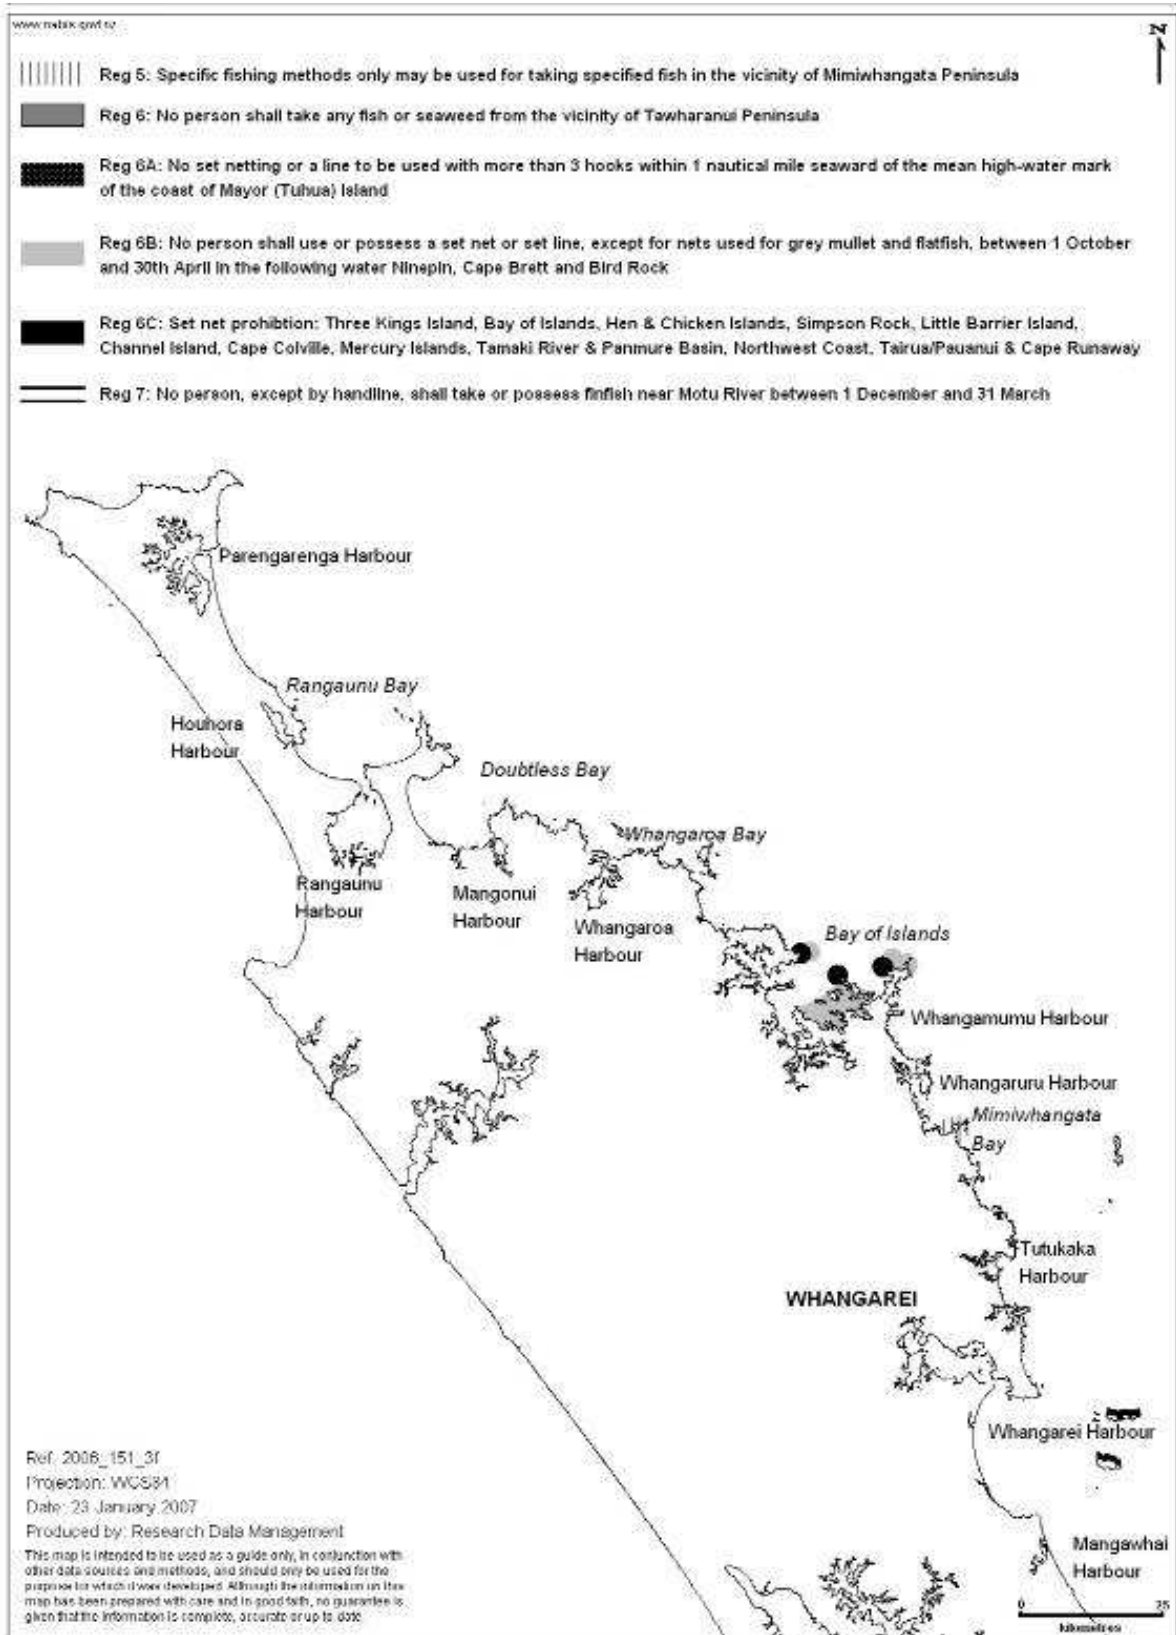 www.nabis.govt.nz
N
Reg 5: Specific fishing methods only may be used for taking specified fish in the vicinity of Mimiwhangata Peninsula
Reg 6: No person shall take any fish or seaweed from the vicinity of Tawharanui Peninsula
Reg 6A: No set netting or a line to be used with more than 3 hooks within 1 nautical mile seaward of the mean high-water mark
of the coast of Mayor (Tuhua) Island
Reg 6B: No person shall use or possess a set net or set line, except for nets used for grey mullet and flatfish, between 1 October
and 30th April in the following water Ninepin, Cape Brett and Bird Rock
Reg 6C: Set net prohibtion: Three Kings Island, Bay of Islands, Hen & Chicken Islands, Simpson Rock, Little Barrier Island,
Channel Island, Cape Colville, Mercury Islands, Tamaki River & Panmure Basin, Northwest Coast, Tairua/Pauanui & Cape Runaway
Reg 7: No person, except by handline, shall take or possess finfish near Motu River between 1 December and 31 March
Parengarenga Harbour
Rangaunu Bay
Houhora
Harbour
Doubtless Bay
Whangaroa Bay
Rangaunu
Harbour
Mangonui
Harbour
Whangaroa
Harbour
Bay of Islands
Whangamumu Harbour
Whangaruru Harbour
Mimiwhangata
Bay
Tutukaka
Harbour
WHANGAREI
Whangarei Harbour
Mangawhai
Harbour
0 25
kilometres
Ref: 2006_151_3f
Projection: WGS84
Date: 23 January 2007
Produced by: Research Data Management
This map is intended to be used as a guide only, in conjunction with
other data sources and methods, and should only be used for the
purpose for which it was developed. Although the information on this
map has been prepared with care and in good faith, no guarantee is
given that the information is complete, accurate or up to date